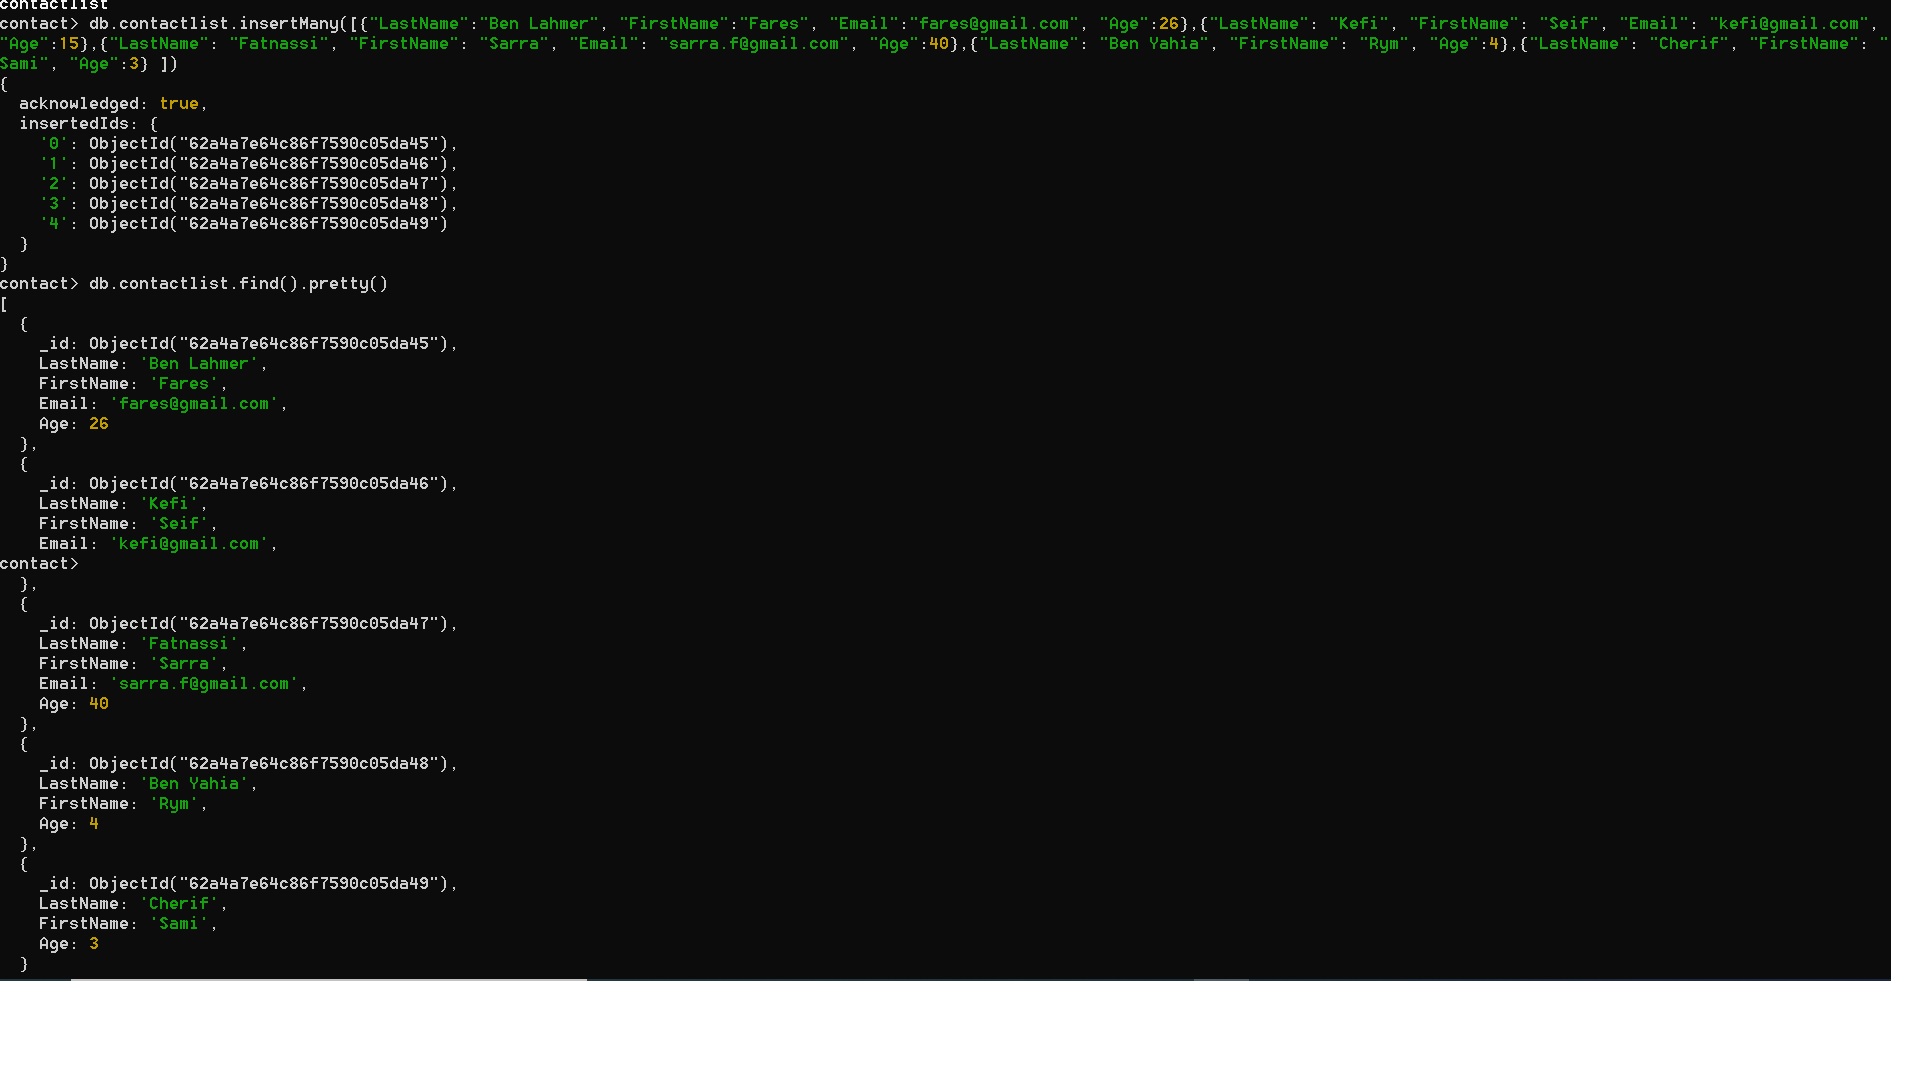 contactlist
contact> db.contactlist.insertMany([{"LastName":"Ben Lahmer", "FirstName":"Fares", "Email":"fares@gmail.com", "Age":26},{"LastName": "Kefi", "FirstName": "Seif", "Email": "kefi@gmail.com",
"Age":15},{"LastName": "Fatnassi", "FirstName": "Sarra", "Email": "sarra.f@gmail.com", "Age":40},{"LastName": "Ben Yahia", "FirstName": "Rym", "Age":4},{"LastName": "Cherif", "FirstName": "
Sami", "Age":3} ])
{
  acknowledged: true,
  insertedIds: {
    '0': ObjectId("62a4a7e64c86f7590c05da45"),
    '1': ObjectId("62a4a7e64c86f7590c05da46"),
    '2': ObjectId("62a4a7e64c86f7590c05da47"),
    '3': ObjectId("62a4a7e64c86f7590c05da48"),
    '4': ObjectId("62a4a7e64c86f7590c05da49")
  }
}
contact> db.contactlist.find().pretty()
[
  {
    _id: ObjectId("62a4a7e64c86f7590c05da45"),
    LastName: 'Ben Lahmer',
    FirstName: 'Fares',
    Email: 'fares@gmail.com',
    Age: 26
  },
  {
    _id: ObjectId("62a4a7e64c86f7590c05da46"),
    LastName: 'Kefi',
    FirstName: 'Seif',
    Email: 'kefi@gmail.com',
contact>
  },
  {
    _id: ObjectId("62a4a7e64c86f7590c05da47"),
    LastName: 'Fatnassi',
    FirstName: 'Sarra',
    Email: 'sarra.f@gmail.com',
    Age: 40
  },
  {
    _id: ObjectId("62a4a7e64c86f7590c05da48"),
    LastName: 'Ben Yahia',
    FirstName: 'Rym',
    Age: 4
  },
  {
    _id: ObjectId("62a4a7e64c86f7590c05da49"),
    LastName: 'Cherif',
    FirstName: 'Sami',
    Age: 3
  }